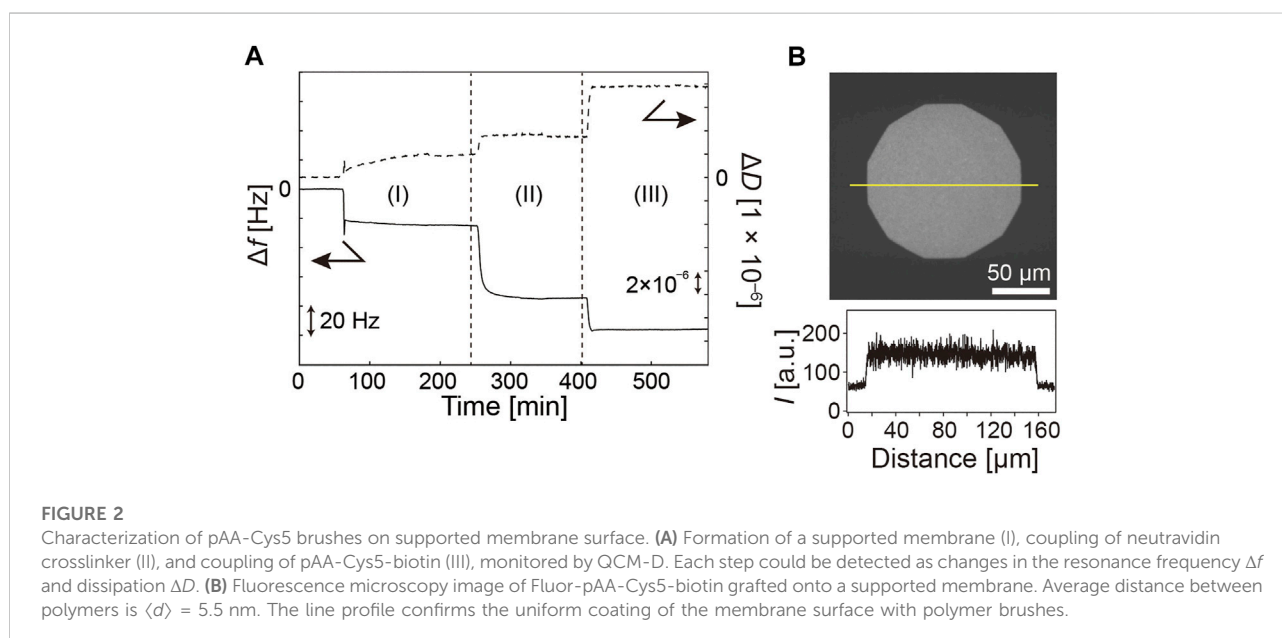 A
B
0
Δf [Hz]
20 Hz
(I)
(II)
(III)
2×10⁻⁶
0
ΔD [1 × 10⁻⁶]
0 100 200 300 400 500
Time [min]
50 µm
I [a.u.]
200
100
0
0 40 80 120 160
Distance [µm]
FIGURE 2
Characterization of pAA-Cys5 brushes on supported membrane surface. (A) Formation of a supported membrane (I), coupling of neutravidin
crosslinker (II), and coupling of pAA-Cys5-biotin (III), monitored by QCM-D. Each step could be detected as changes in the resonance frequency Δf
and dissipation ΔD. (B) Fluorescence microscopy image of Fluor-pAA-Cys5-biotin grafted onto a supported membrane. Average distance between
polymers is ⟨d⟩ = 5.5 nm. The line profile confirms the uniform coating of the membrane surface with polymer brushes.